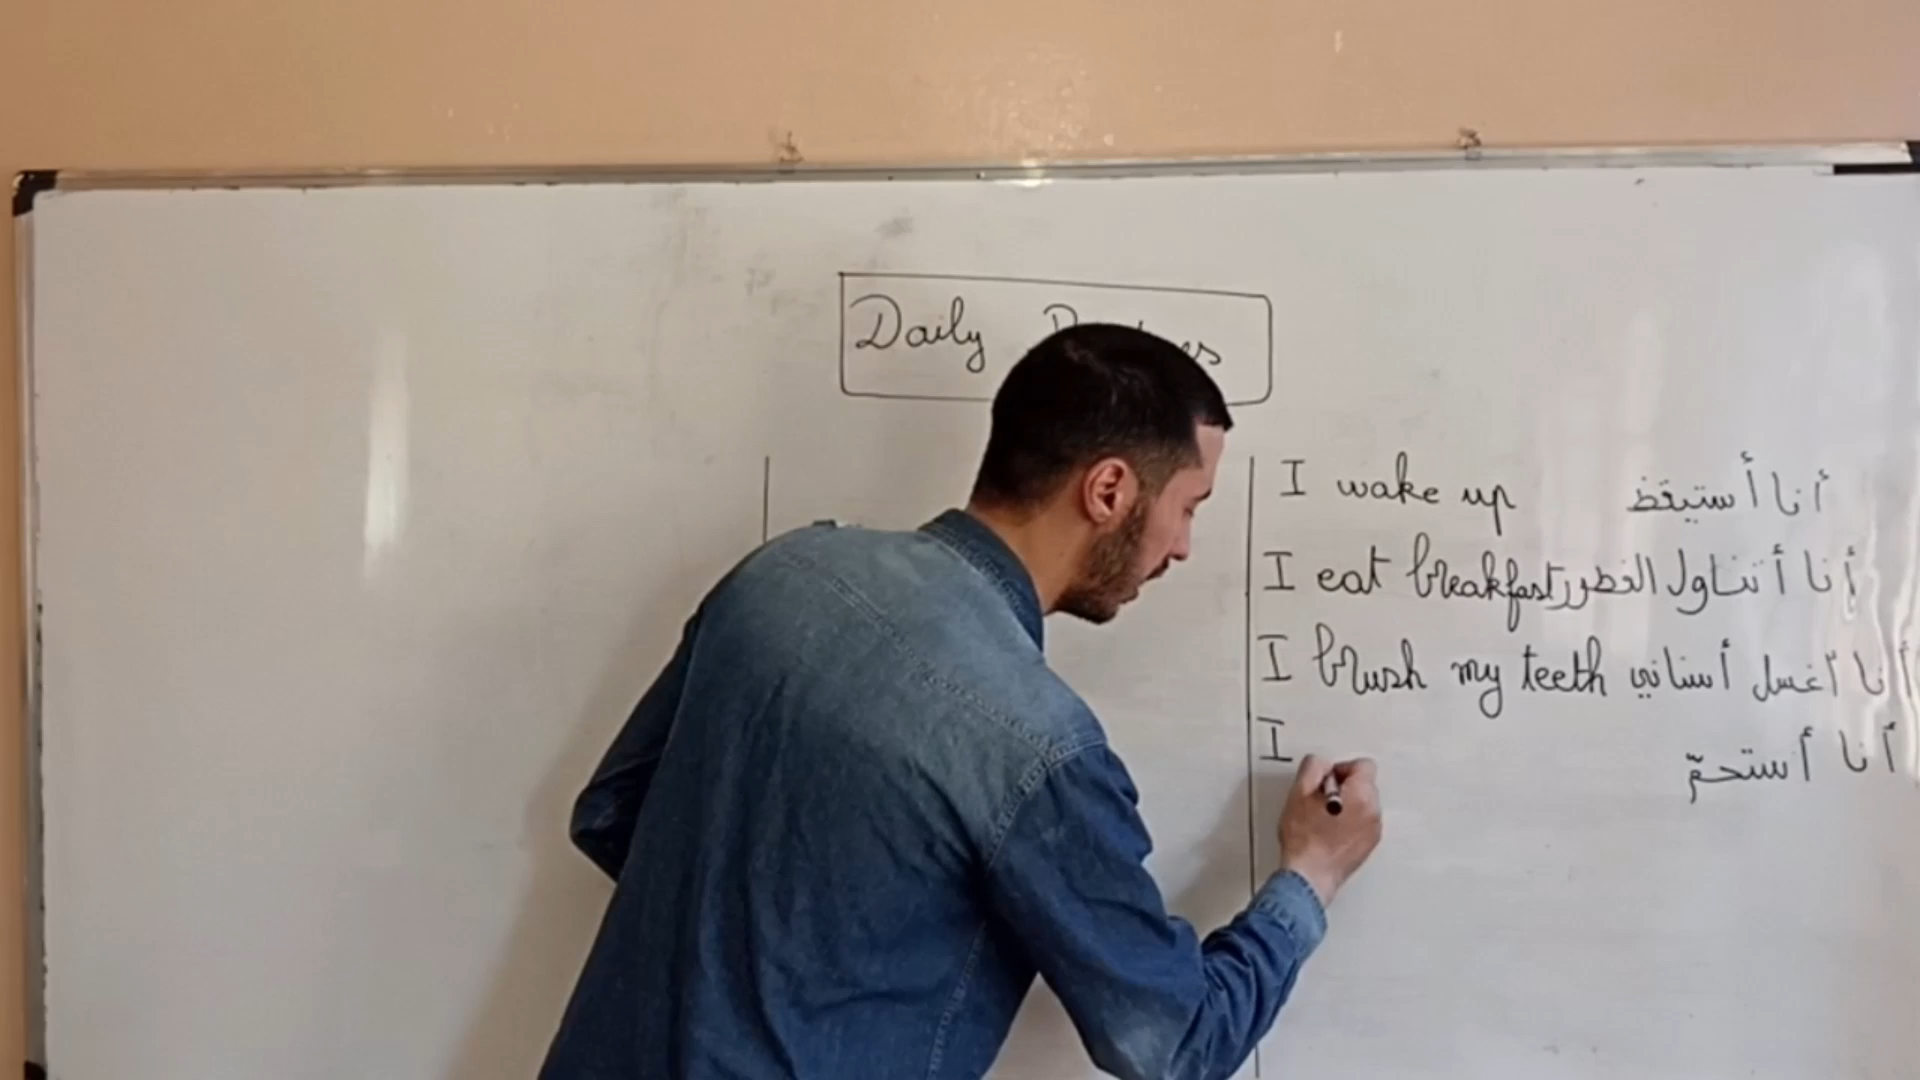 Daily
I wake up أنا أستيقظ
I eat breakfast أنا أتناول الفطور
I brush my teeth أنا أغسل أسناني
I أنا أستحمّ